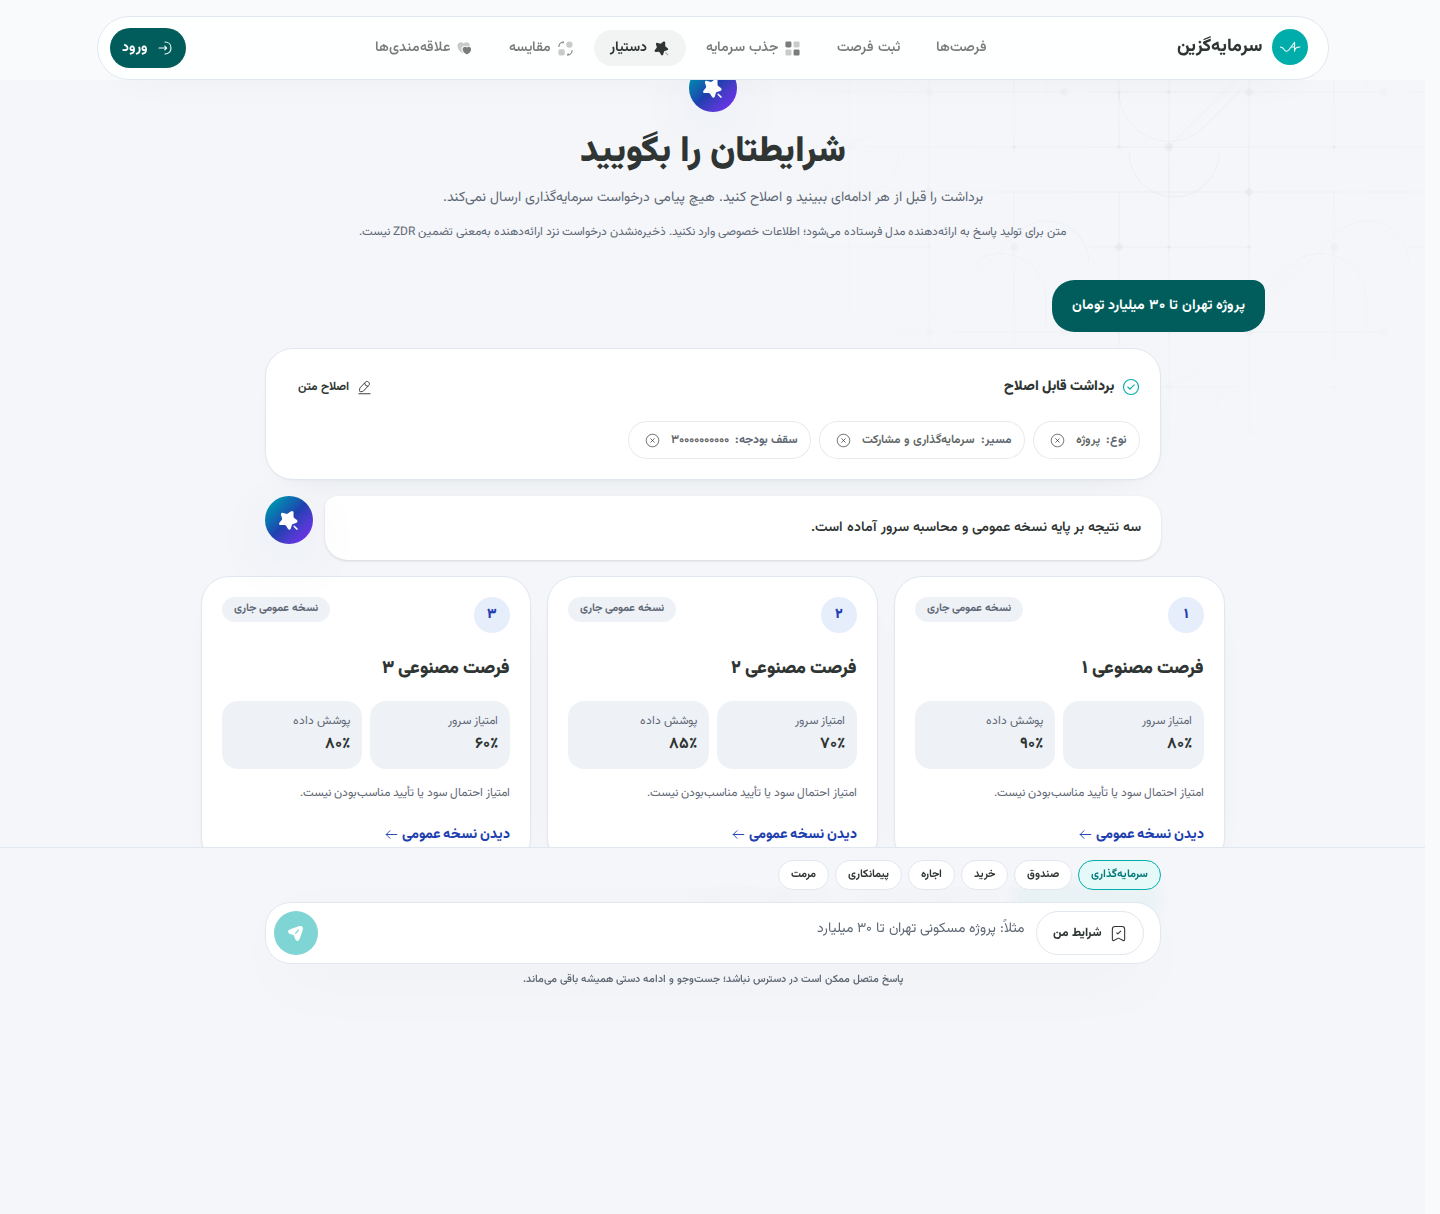 سرمایه‌گزین
فرصت‌ها
ثبت فرصت
جذب سرمایه
دستیار
مقایسه
علاقه‌مندی‌ها
ورود
شرایطتان را بگویید
برداشت را قبل از هر ادامه‌ای ببینید و اصلاح کنید. هیچ پیامی درخواست سرمایه‌گذاری ارسال نمی‌کند.
متن برای تولید پاسخ به ارائه‌دهنده مدل فرستاده می‌شود؛ اطلاعات خصوصی وارد نکنید. ذخیره‌نشدن درخواست نزد ارائه‌دهنده به‌معنی تضمین ZDR نیست.
پروژه تهران تا ۳۰ میلیارد تومان
برداشت قابل اصلاح
اصلاح متن
نوع: پروژه
مسیر: سرمایه‌گذاری و مشارکت
سقف بودجه: ۳۰۰۰۰۰۰۰۰۰۰
سه نتیجه بر پایه نسخه عمومی و محاسبه سرور آماده است.
۱
نسخه عمومی جاری
فرصت مصنوعی ۱
امتیاز سرور
۸۰٪
پوشش داده
۹۰٪
امتیاز احتمال سود یا تأیید مناسب‌بودن نیست.
دیدن نسخه عمومی ←
۲
نسخه عمومی جاری
فرصت مصنوعی ۲
امتیاز سرور
۷۰٪
پوشش داده
۸۵٪
امتیاز احتمال سود یا تأیید مناسب‌بودن نیست.
دیدن نسخه عمومی ←
۳
نسخه عمومی جاری
فرصت مصنوعی ۳
امتیاز سرور
۶۰٪
پوشش داده
۸۰٪
امتیاز احتمال سود یا تأیید مناسب‌بودن نیست.
دیدن نسخه عمومی ←
سرمایه‌گذاری
صندوق
خرید
اجاره
پیمانکاری
مرمت
شرایط من
مثلاً: پروژه مسکونی تهران تا ۳۰ میلیارد
پاسخ متصل ممکن است در دسترس نباشد؛ جست‌وجو و ادامه دستی همیشه باقی می‌ماند.